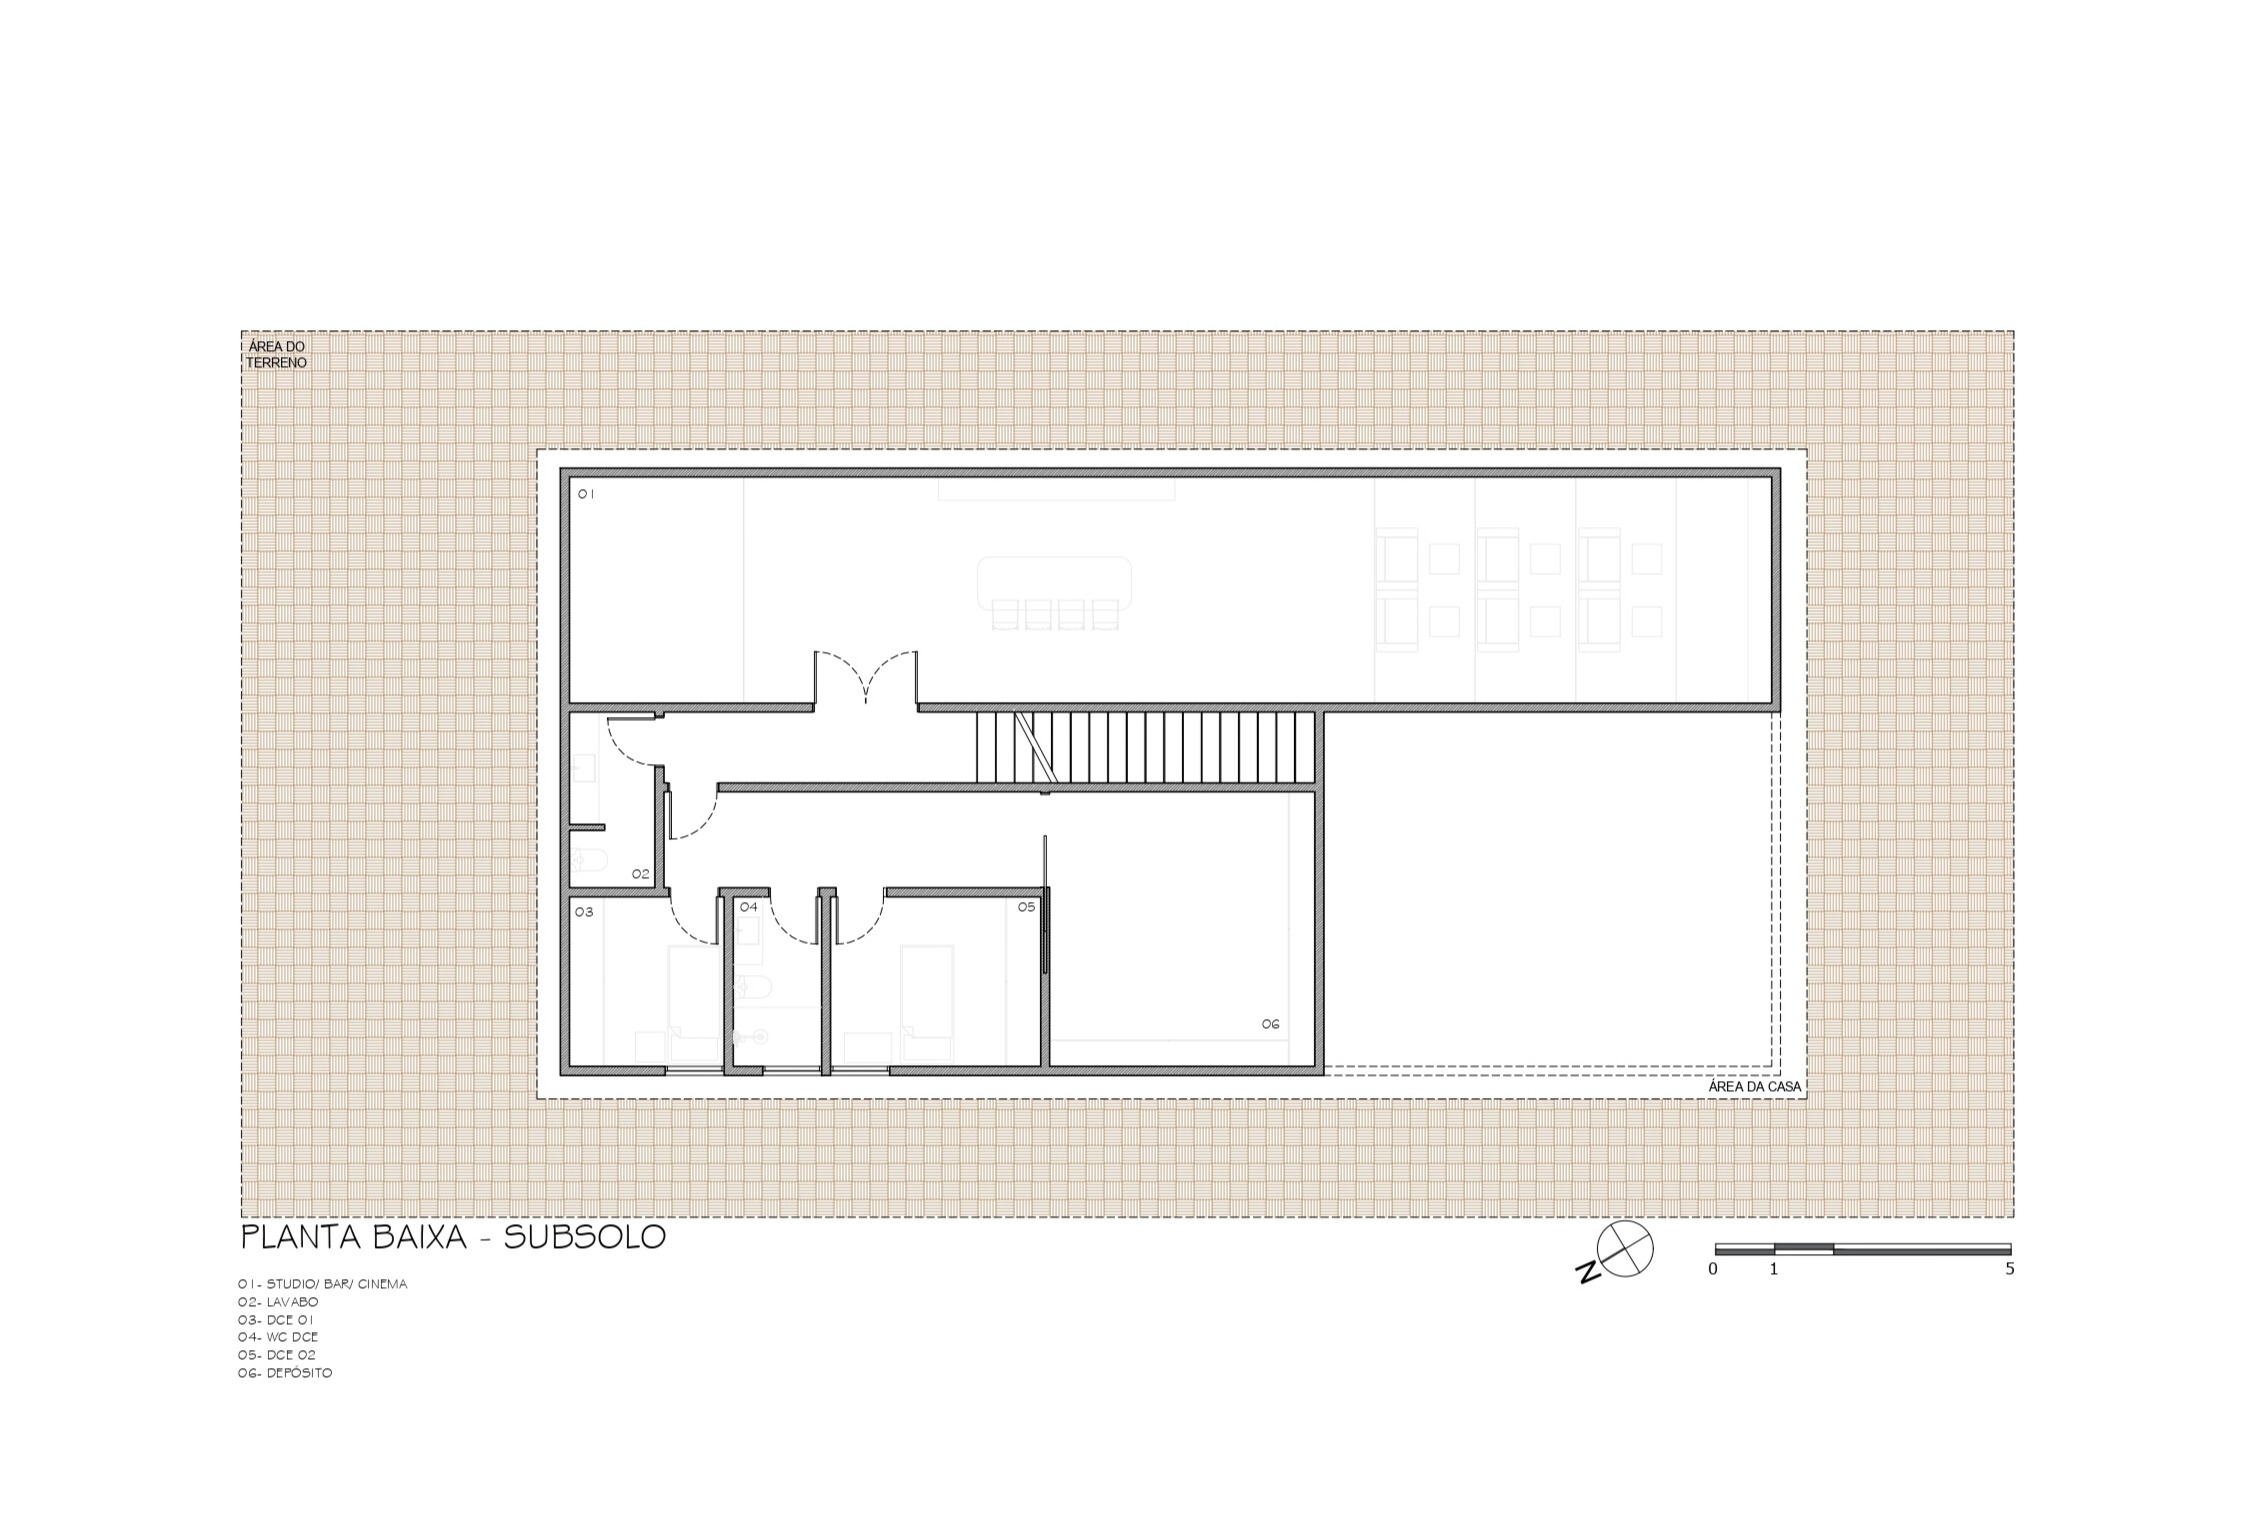 ÁREA DO
TERRENO
01
02
03
04
05
06
ÁREA DA CASA
PLANTA BAIXA - SUBSOLO
N
0 1 5
01- STUDIO/ BAR/ CINEMA
02- LAVABO
03- DCE 01
04- WC DCE
05- DCE 02
06- DEPÓSITO